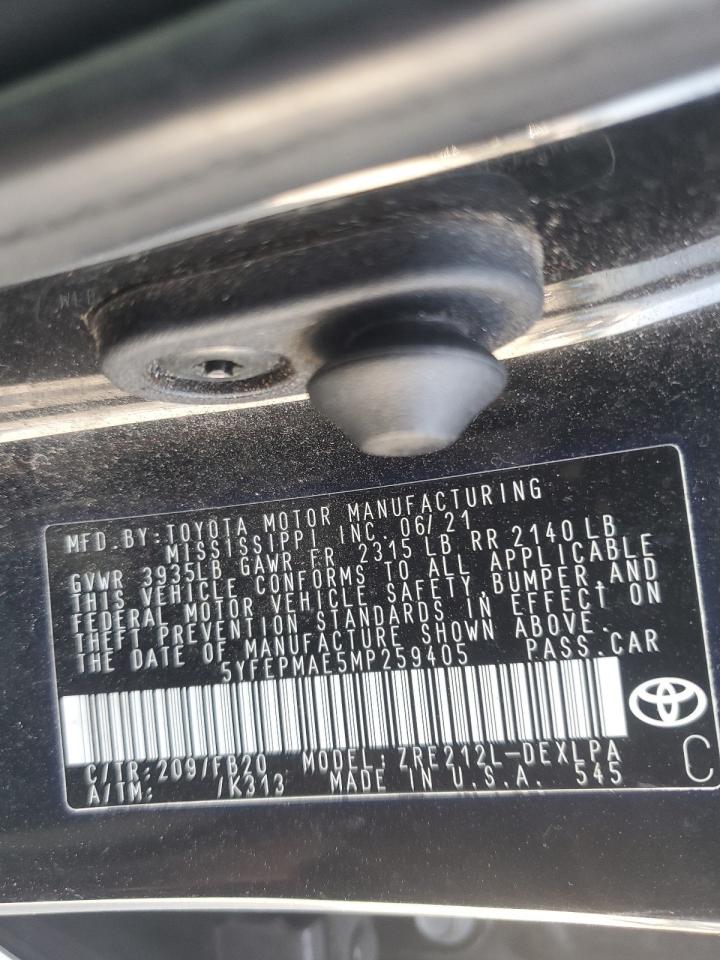 MFD.BY:TOYOTA MOTOR MANUFACTURING
MISSISSIPPI INC. 06/21
GVWR 3935LB GAWR FR 2315 LB RR 2140 LB
THIS VEHICLE CONFORMS TO ALL APPLICABLE
FEDERAL MOTOR VEHICLE SAFETY,BUMPER,AND
THEFT PREVENTION STANDARDS IN EFFECT ON
THE DATE OF MANUFACTURE SHOWN ABOVE.
5YFEPMAE5MP259405 PASS.CAR
C/TR:209/FB20 MODEL:ZRE212L-DEXLPA
A/TM: /K313 MADE IN U.S.A. 545
C